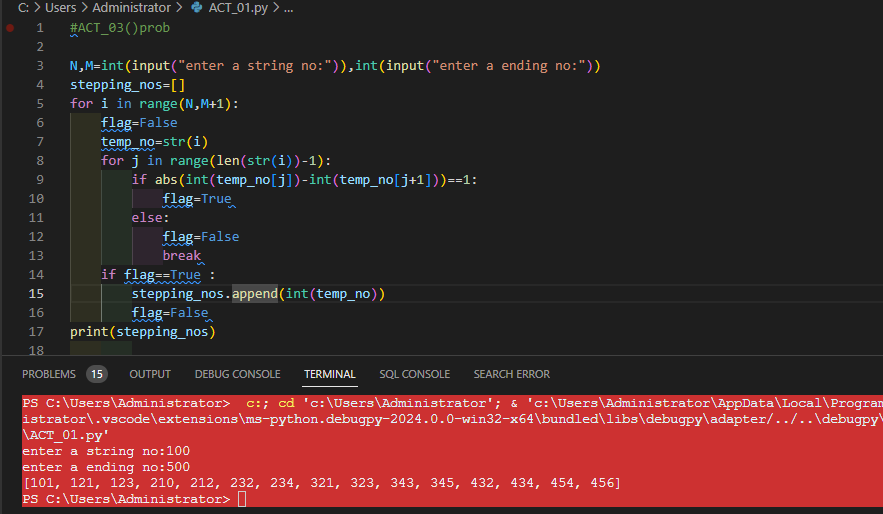 C: > Users > Administrator > ACT_01.py > ...
1 #ACT_03()prob
2
3 N,M=int(input("enter a string no:")),int(input("enter a ending no:"))
4 stepping_nos=[]
5 for i in range(N,M+1):
6 flag=False
7 temp_no=str(i)
8 for j in range(len(str(i))-1):
9 if abs(int(temp_no[j])-int(temp_no[j+1]))==1:
10 flag=True
11 else:
12 flag=False
13 break
14 if flag==True :
15 stepping_nos.append(int(temp_no))
16 flag=False
17 print(stepping_nos)
18
PROBLEMS 15 OUTPUT DEBUG CONSOLE TERMINAL SQL CONSOLE SEARCH ERROR
PS C:\Users\Administrator>  c:; cd 'c:\Users\Administrator'; & 'c:\Users\Administrator\AppData\Local\Program
istrator\.vscode\extensions\ms-python.debugpy-2024.0.0-win32-x64\bundled\libs\debugpy\adapter/../..\debugpy\
\ACT_01.py'
enter a string no:100
enter a ending no:500
[101, 121, 123, 210, 212, 232, 234, 321, 323, 343, 345, 432, 434, 454, 456]
PS C:\Users\Administrator>